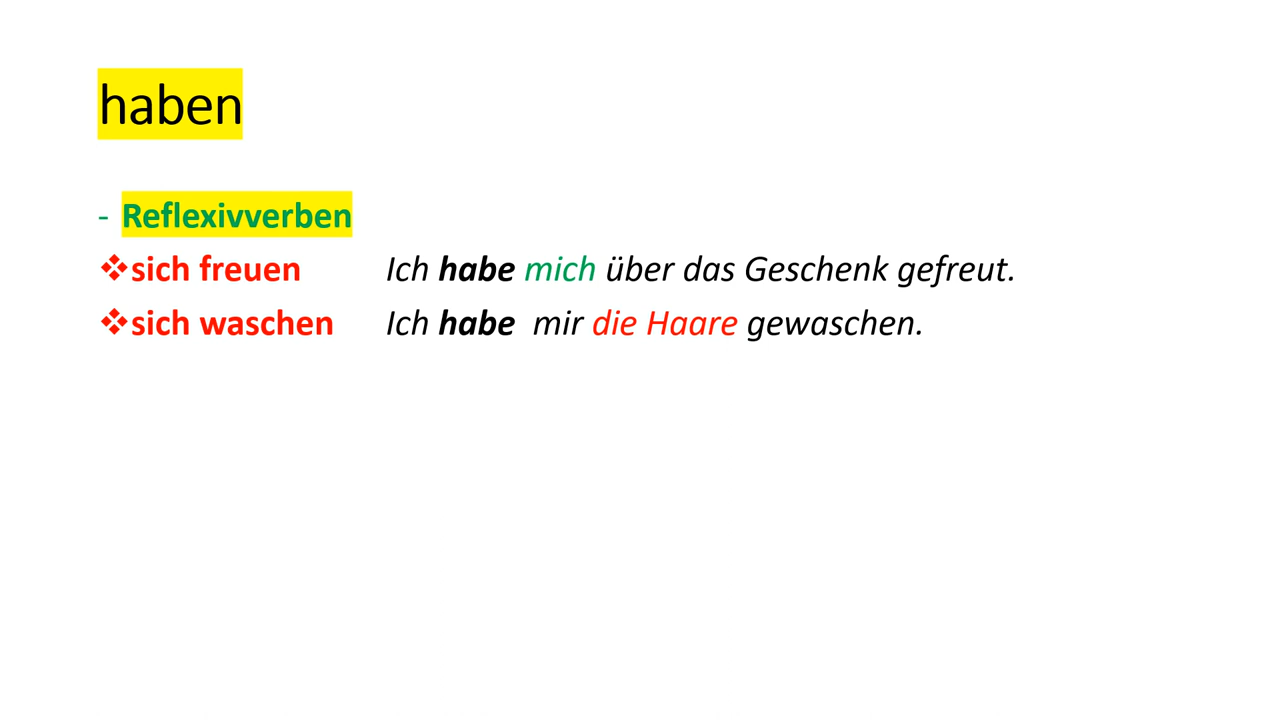 haben
- Reflexivverben
❖sich freuen Ich habe mich über das Geschenk gefreut.
❖sich waschen Ich habe mir die Haare gewaschen.